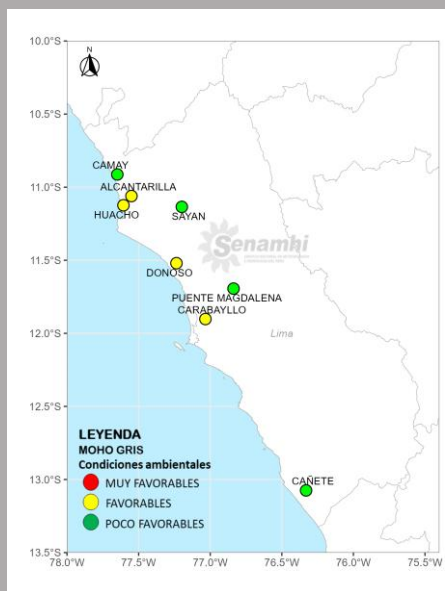 10.0°S
N
10.5°S
CAMAY
11.0°S
ALCANTARILLA
HUACHO
SAYAN
Senamhi
11.5°S
DONOSO
PUENTE MAGDALENA
CARABAYLLO
12.0°S
Lima
12.5°S
LEYENDA
MOHO GRIS
Condiciones ambientales
CAÑETE
13.0°S
MUY FAVORABLES
FAVORABLES
POCO FAVORABLES
13.5°S
78.0°W
77.5°W
77.0°W
76.5°W
76.0°W
75.5°W